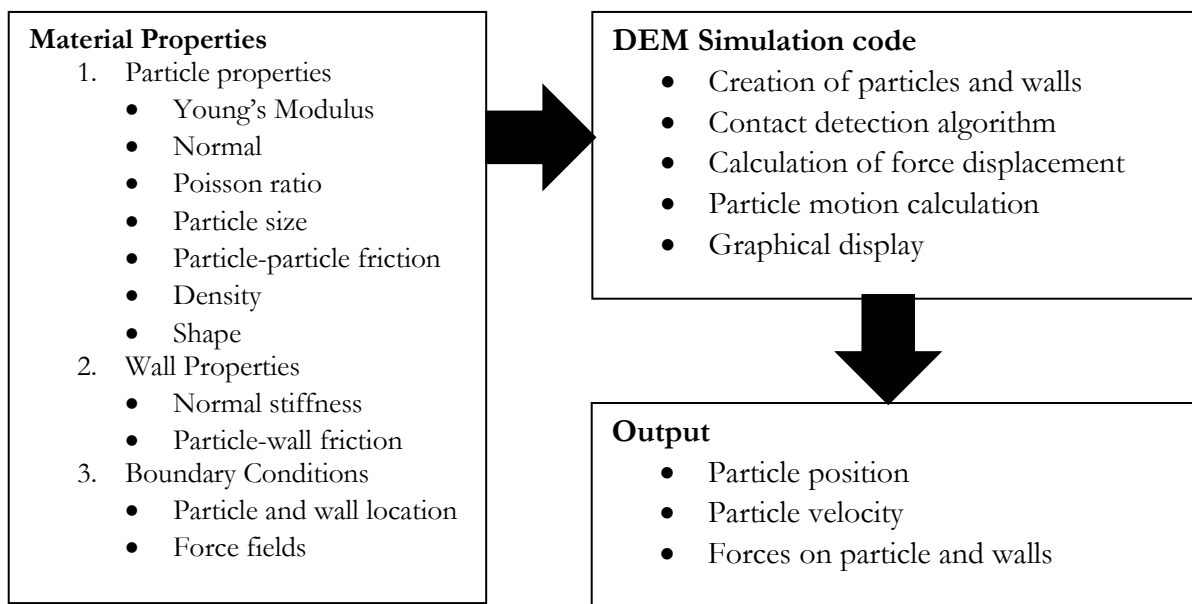 Material Properties
1. Particle properties
• Young’s Modulus
• Normal
• Poisson ratio
• Particle size
• Particle-particle friction
• Density
• Shape
2. Wall Properties
• Normal stiffness
• Particle-wall friction
3. Boundary Conditions
• Particle and wall location
• Force fields
DEM Simulation code
• Creation of particles and walls
• Contact detection algorithm
• Calculation of force displacement
• Particle motion calculation
• Graphical display
Output
• Particle position
• Particle velocity
• Forces on particle and walls